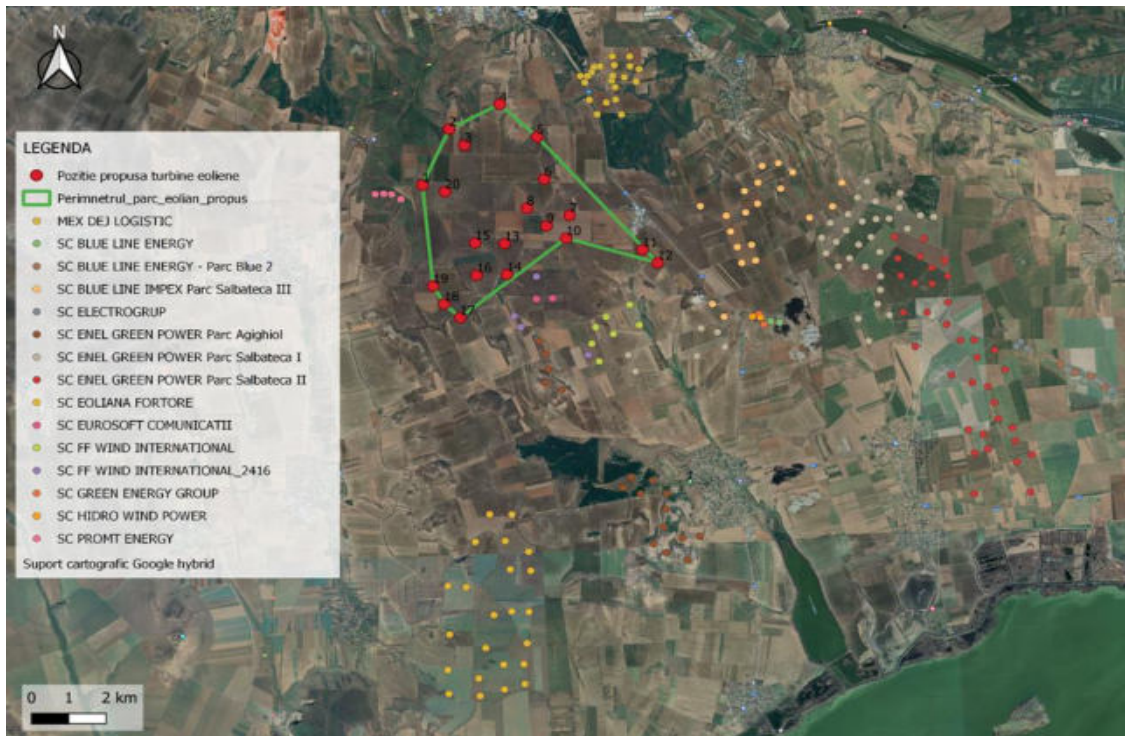 N
LEGENDA
Pozitie propusa turbine eoliene
Perimnetrul_parc_eolian_propus
MEX DEJ LOGISTIC
SC BLUE LINE ENERGY
SC BLUE LINE ENERGY - Parc Blue 2
SC BLUE LINE IMPEX Parc Salbateca III
SC ELECTROGRUP
SC ENEL GREEN POWER Parc Agighiol
SC ENEL GREEN POWER Parc Salbateca I
SC ENEL GREEN POWER Parc Salbateca II
SC EOLIANA FORTORE
SC EUROSOFT COMUNICATII
SC FF WIND INTERNATIONAL
SC FF WIND INTERNATIONAL_2416
SC GREEN ENERGY GROUP
SC HIDRO WIND POWER
SC PROMT ENERGY
Suport cartografic Google hybrid
0 1 2 km
2
5
3
6
20
8
9
10
15
13
11
12
16
14
19
18
17